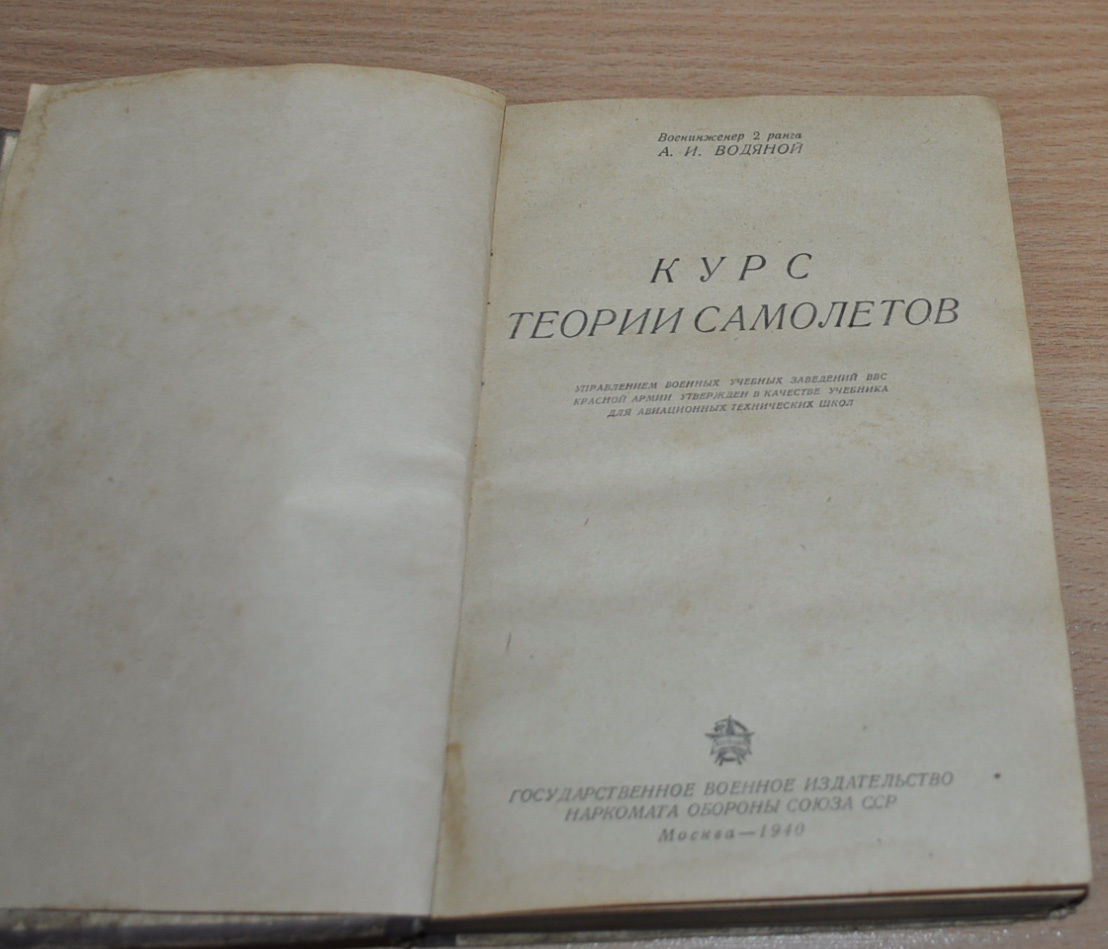 Военинженер 2 ранга
А. И. ВОДЯНОЙ
КУРС
ТЕОРИИ САМОЛЕТОВ
УПРАВЛЕНИЕМ ВОЕННЫХ УЧЕБНЫХ ЗАВЕДЕНИЙ ВВС
КРАСНОЙ АРМИИ УТВЕРЖДЕН В КАЧЕСТВЕ УЧЕБНИКА
ДЛЯ АВИАЦИОННЫХ ТЕХНИЧЕСКИХ ШКОЛ
ГОСУДАРСТВЕННОЕ ВОЕННОЕ ИЗДАТЕЛЬСТВО
НАРКОМАТА ОБОРОНЫ СОЮЗА ССР
Москва—1940